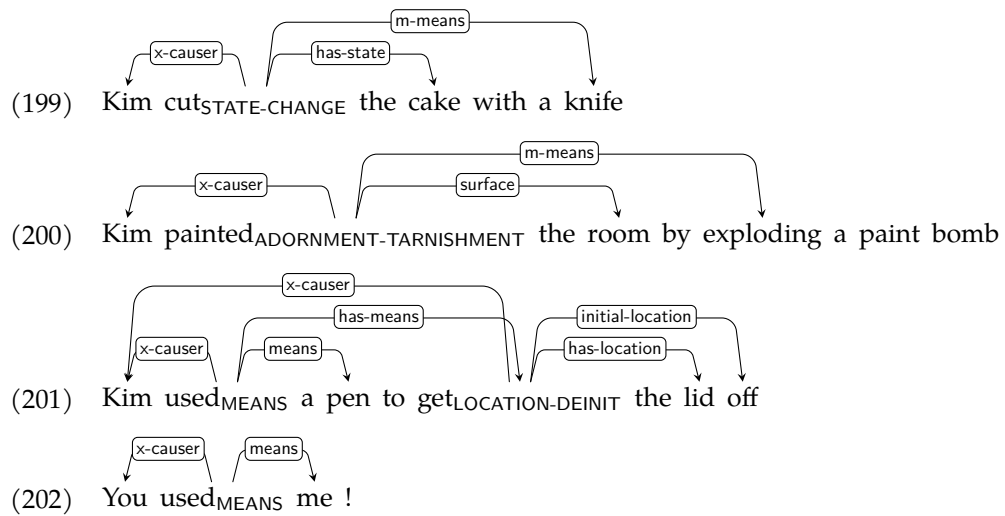 m-means
x-causer has-state
(199) Kim cutSTATE-CHANGE the cake with a knife
m-means
x-causer surface
(200) Kim paintedADORNMENT-TARNISHMENT the room by exploding a paint bomb
x-causer
has-means initial-location
x-causer means has-location
(201) Kim usedMEANS a pen to getLOCATION-DEINIT the lid off
x-causer means
(202) You usedMEANS me !